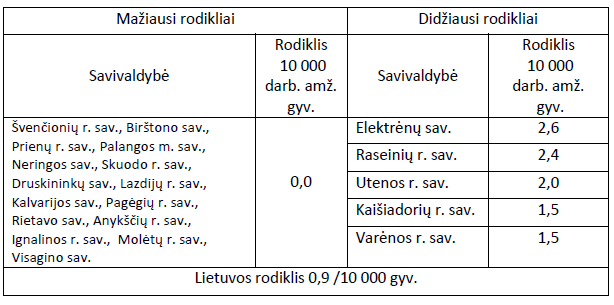 Mažiausi rodikliai
Didžiausi rodikliai
Savivaldybė
Rodiklis
10 000
darb. amž.
gyv.
Savivaldybė
Rodiklis
10 000
darb. amž.
gyv.
Švenčionių r. sav., Birštono sav.,
Prienų r. sav., Palangos m. sav.,
Neringos sav., Skuodo r. sav.,
Druskininkų sav., Lazdijų r. sav.,
Kalvarijos sav., Pagėgių r. sav.,
Rietavo sav., Anykščių r. sav.,
Ignalinos r. sav., Molėtų r. sav.,
Visagino sav.
0,0
Elektrėnų sav.
2,6
Raseinių r. sav.
2,4
Utenos r. sav.
2,0
Kaišiadorių r. sav.
1,5
Varėnos r. sav.
1,5
Lietuvos rodiklis 0,9 /10 000 gyv.